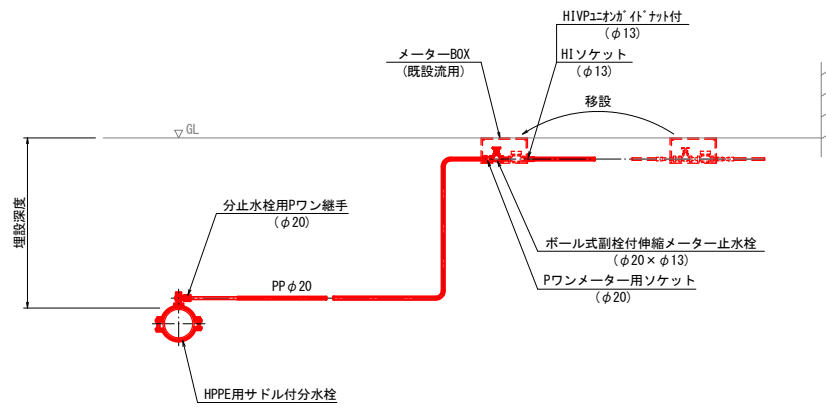 HIVPﾕﾆｵﾝｶﾞｲﾄﾞﾅｯﾄ付
(φ13)
メーターBOX
(既設流用)
HIソケット
(φ13)
移設
GL
埋設深度
分止水栓用Pワン継手
(φ20)
ボール式副栓付伸縮メーター止水栓
(φ20×φ13)
Pワンメーター用ソケット
(φ20)
PPφ20
HPPE用サドル付分水栓